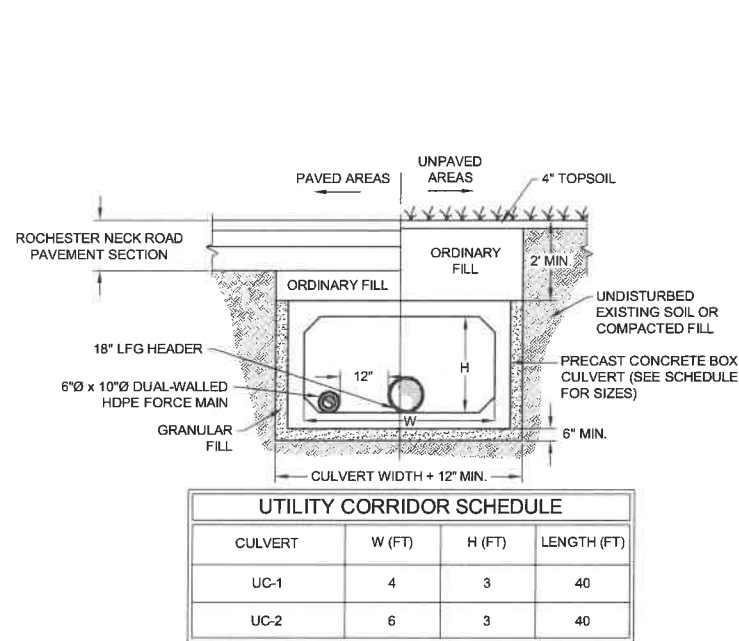 UNPAVED
PAVED AREAS
AREAS
4" TOPSOIL
ROCHESTER NECK ROAD
PAVEMENT SECTION
ORDINARY
FILL
2' MIN.
ORDINARY FILL
UNDISTURBED
EXISTING SOIL OR
COMPACTED FILL
18" LFG HEADER
12"
H
PRECAST CONCRETE BOX
CULVERT (SEE SCHEDULE
FOR SIZES)
6"Ø x 10"Ø DUAL-WALLED
HDPE FORCE MAIN
W
GRANULAR
FILL
6" MIN.
CULVERT WIDTH + 12" MIN.
UTILITY CORRIDOR SCHEDULE
CULVERT W (FT) H (FT) LENGTH (FT)
UC-1 4 3 40
UC-2 6 3 40